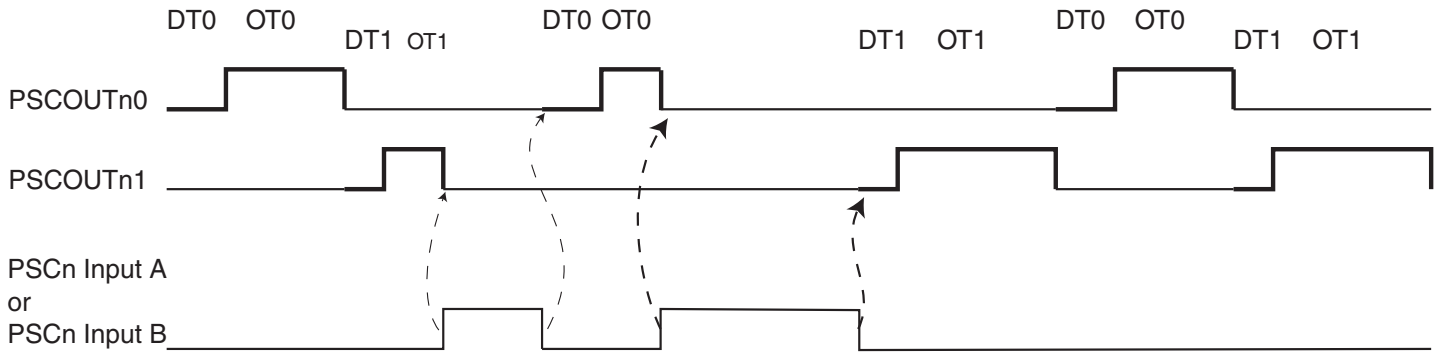 DT0 OT0 DT0 OT0 DT0 OT0
DT1 OT1 DT1 OT1 DT1 OT1
PSCOUTn0
PSCOUTn1
PSCn Input A
or
PSCn Input B